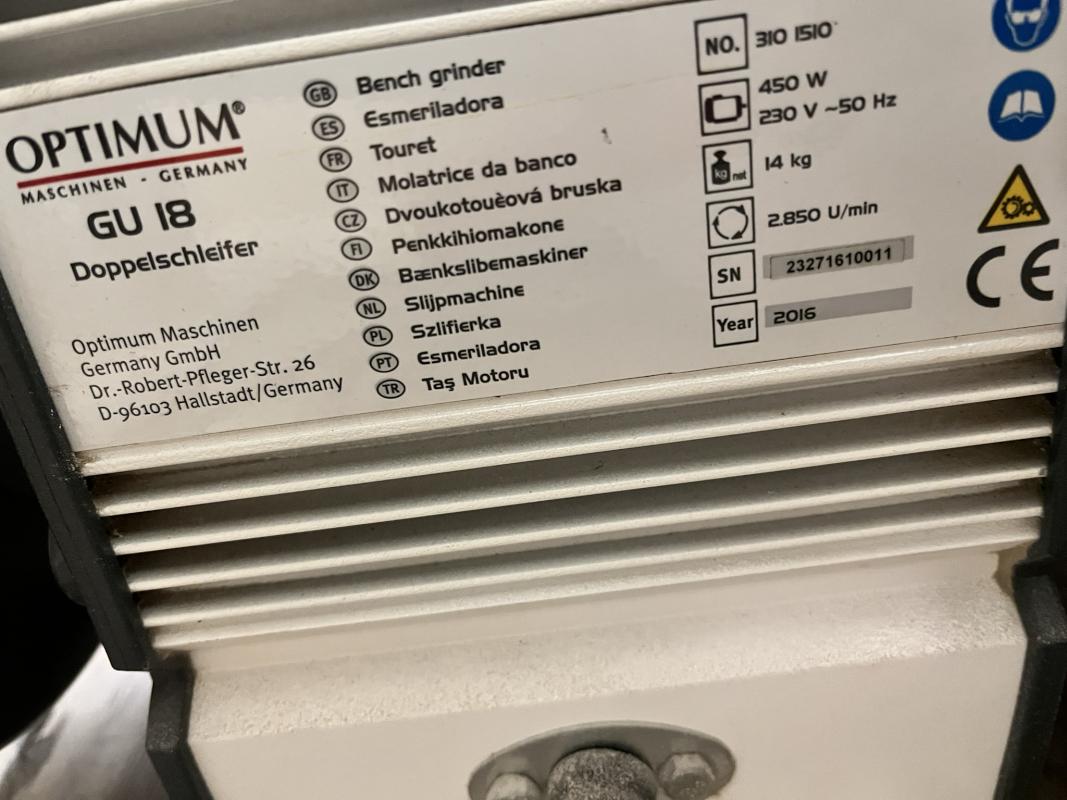 OPTIMUM®
MASCHINEN - GERMANY
GU 18
Doppelschleifer
Optimum Maschinen
Germany GmbH
Dr.-Robert-Pfleger-Str. 26
D-96103 Hallstadt/Germany
GB Bench grinder
ES Esmeriladora
FR Touret
IT Molatrice da banco
CZ Dvoukotouèová bruska
FI Penkkihiomakone
DK Bænkslibemaskiner
NL Slijpmachine
PL Szlifierka
PT Esmeriladora
TR Taş Motoru
NO. 310 1510
450 W
230 V ~50 Hz
kg net 14 kg
2.850 U/min
SN 23271610011
Year 2016
CE